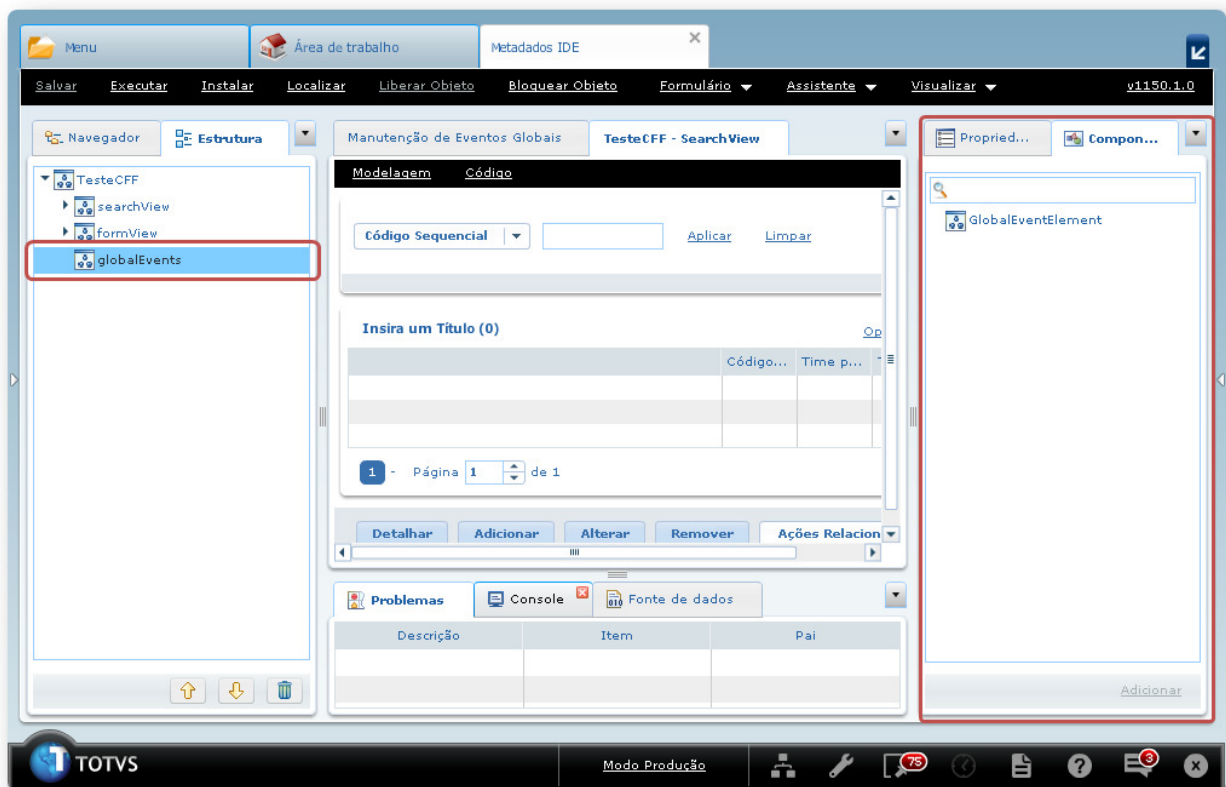 Menu
Área de trabalho
Metadados IDE
Salvar Executar Instalar Localizar Liberar Objeto Bloquear Objeto Formulário Assistente Visualizar v1150.1.0
Navegador
Estrutura
TesteCFF
searchView
formView
globalEvents
Manutenção de Eventos Globais
TesteCFF - SearchView
Modelagem Código
Código Sequencial
Aplicar Limpar
Insira um Título (0)
Op
Código... Time p...
1 - Página 1 de 1
Detalhar Adicionar Alterar Remover Ações Relacion
Problemas
Console
Fonte de dados
Descrição Item Pai
Propried...
Compon...
GlobalEventElement
Adicionar
TOTVS
Modo Produção
75
3